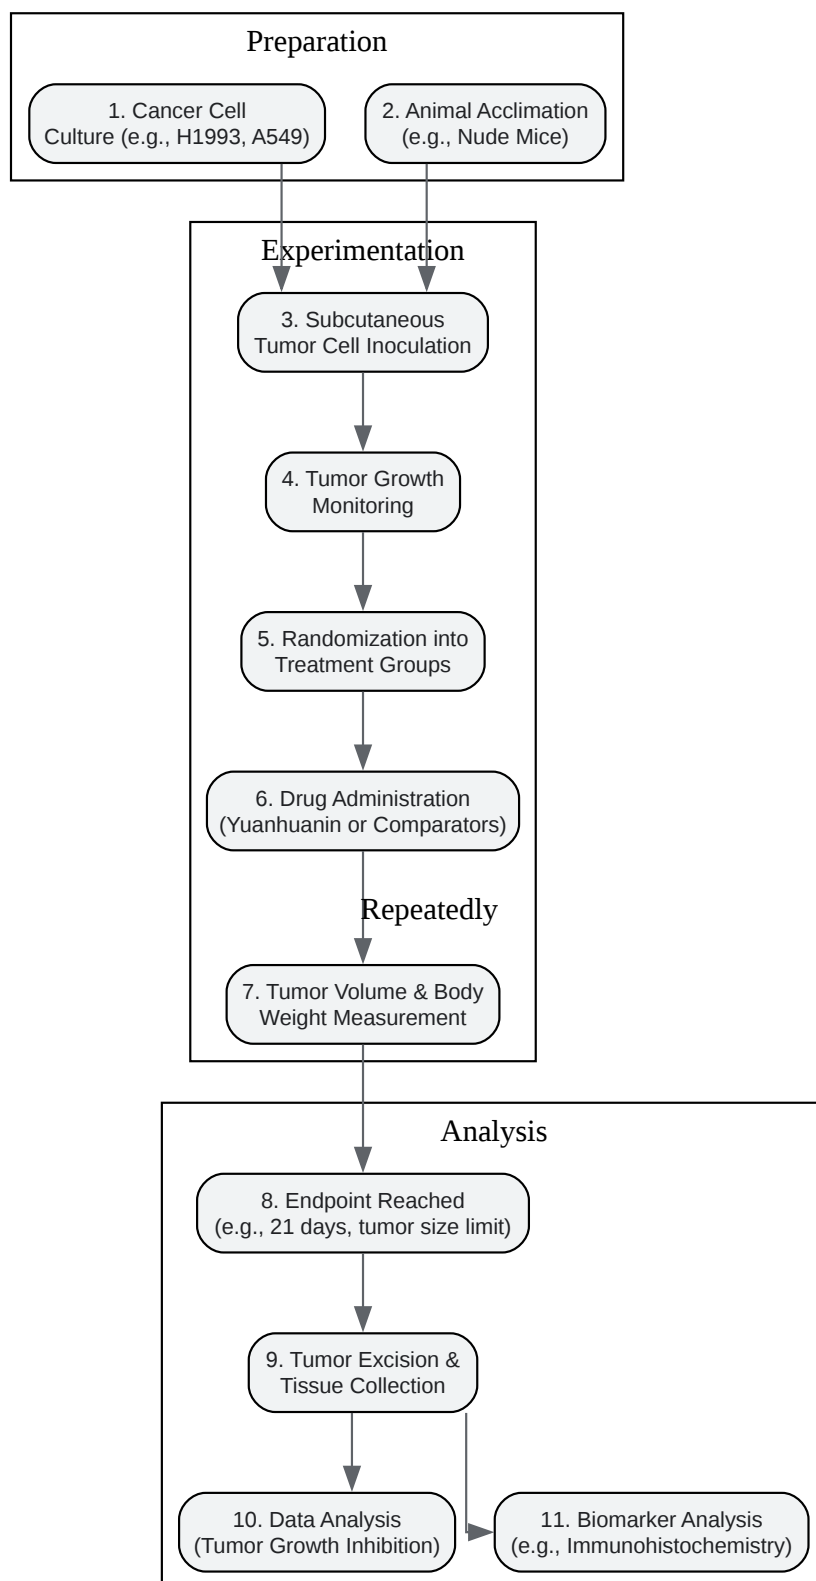 Preparation
1. Cancer Cell
Culture (e.g., H1993, A549)
2. Animal Acclimation
(e.g., Nude Mice)
Experimentation
3. Subcutaneous
Tumor Cell Inoculation
4. Tumor Growth
Monitoring
5. Randomization into
Treatment Groups
6. Drug Administration
(Yuanhuanin or Comparators)
Repeatedly
7. Tumor Volume & Body
Weight Measurement
Analysis
8. Endpoint Reached
(e.g., 21 days, tumor size limit)
9. Tumor Excision &
Tissue Collection
10. Data Analysis
(Tumor Growth Inhibition)
11. Biomarker Analysis
(e.g., Immunohistochemistry)